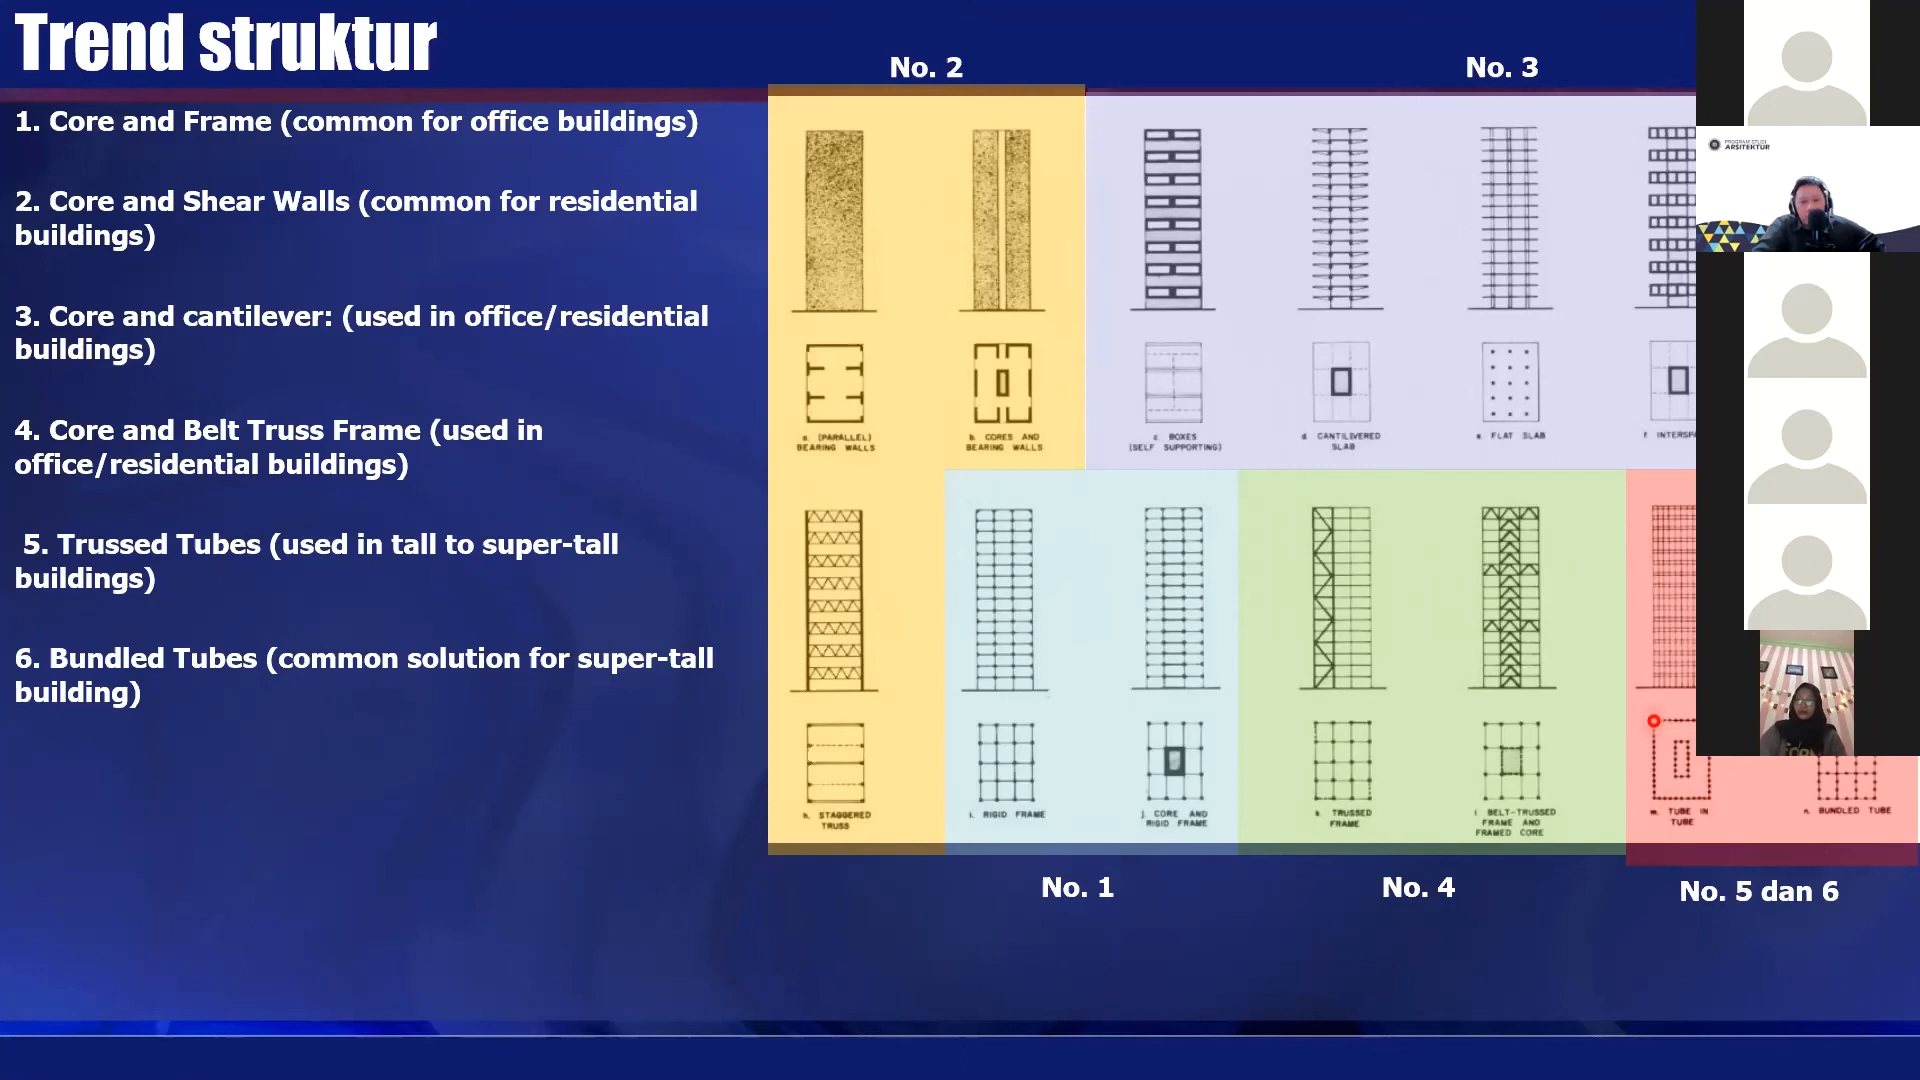 Trend struktur
1. Core and Frame (common for office buildings)
2. Core and Shear Walls (common for residential
buildings)
3. Core and cantilever: (used in office/residential
buildings)
4. Core and Belt Truss Frame (used in
office/residential buildings)
5. Trussed Tubes (used in tall to super-tall
buildings)
6. Bundled Tubes (common solution for super-tall
building)
No. 2
No. 3
a. (PARALLEL)
BEARING WALLS
b. CORES AND
BEARING WALLS
c. BOXES
(SELF SUPPORTING)
d. CANTILIVERED
SLAB
e. FLAT SLAB
f. INTERSP
h. STAGGERED
TRUSS
i. RIGID FRAME
j. CORE AND
RIGID FRAME
k. TRUSSED
FRAME
l BELT-TRUSSED
FRAME AND
FRAMED CORE
m. TUBE IN
TUBE
n. BUNDLED TUBE
No. 1
No. 4
No. 5 dan 6
PROGRAM STUDI
ARSITEKTUR